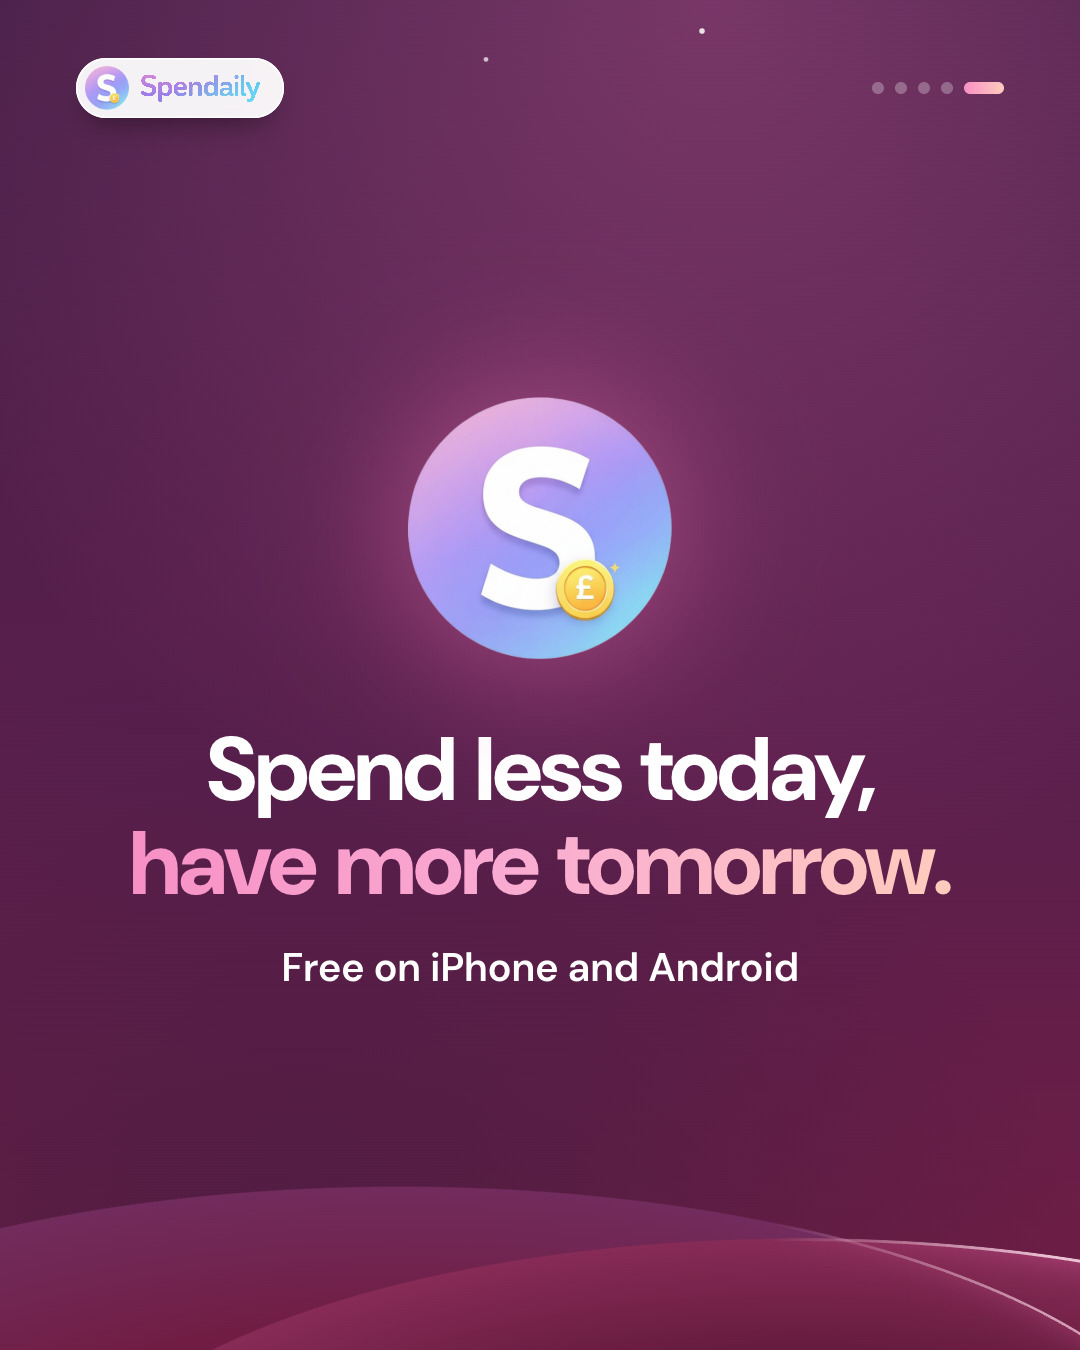 Spendaily
S
£
Spend less today,
have more tomorrow.
Free on iPhone and Android